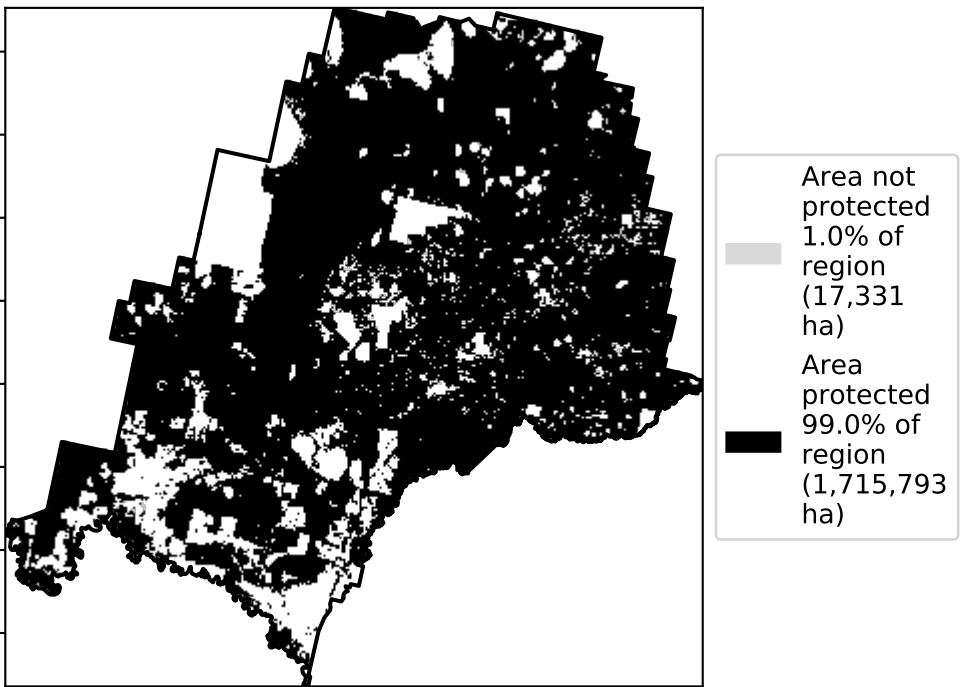 Area not
protected
1.0% of
region
(17,331
ha)
Area
protected
99.0% of
region
(1,715,793
ha)